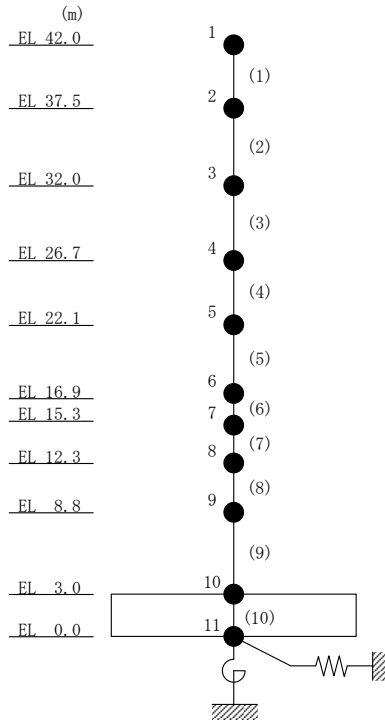 (m)
EL 42.0
1
(1)
EL 37.5
2
(2)
EL 32.0
3
(3)
EL 26.7
4
(4)
EL 22.1
5
(5)
EL 16.9
6
(6)
EL 15.3
7
(7)
EL 12.3
8
(8)
EL 8.8
9
(9)
EL 3.0
10
(10)
EL 0.0
11